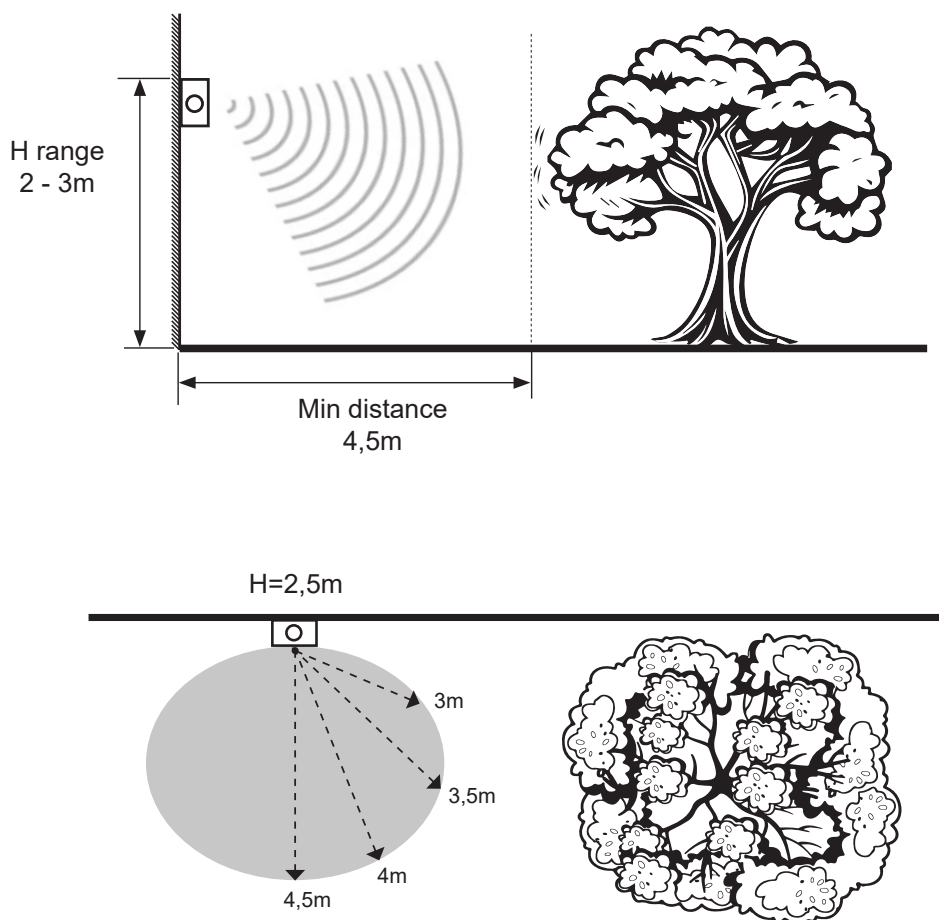 H range
2 - 3m
Min distance
4,5m
H=2,5m
3m
3,5m
4m
4,5m